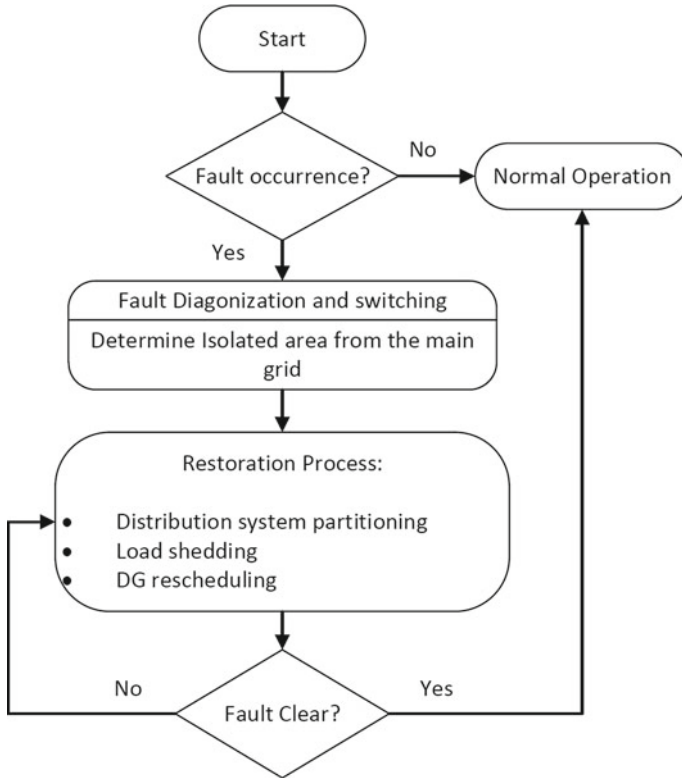 Start
Fault occurrence?
No
Normal Operation
Yes
Fault Diagonization and switching
Determine Isolated area from the main
grid
Restoration Process:
• Distribution system partitioning
• Load shedding
• DG rescheduling
No
Fault Clear?
Yes